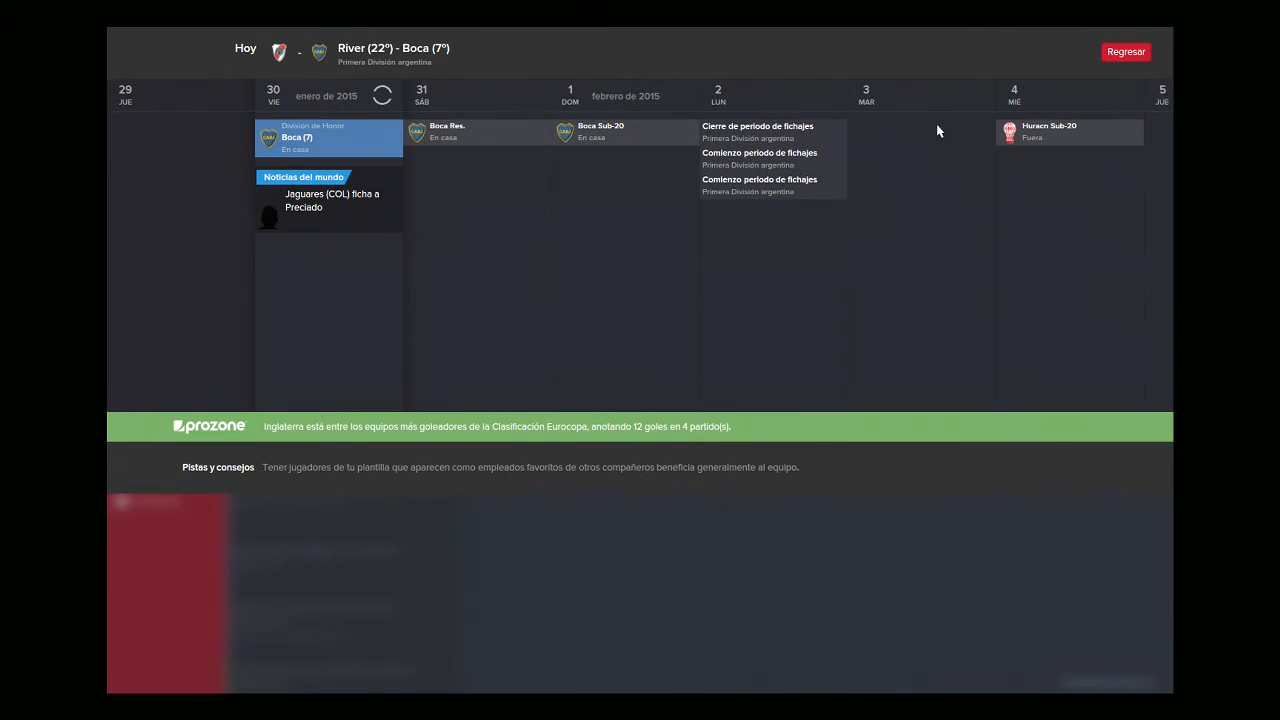 Hoy - River (22º) - Boca (7º)
Primera División argentina
Regresar
29 JUE
30 VIE enero de 2015
31 SÁB
1 DOM febrero de 2015
2 LUN
3 MAR
4 MIÉ
5 JUE
División de Honor
Boca (7)
En casa
Boca Res.
En casa
Boca Sub-20
En casa
Cierre de periodo de fichajes
Primera División argentina
Comienzo periodo de fichajes
Primera División argentina
Comienzo periodo de fichajes
Primera División argentina
Huracn Sub-20
Fuera
Noticias del mundo
Jaguares (COL) ficha a
Preciado
prozone Inglaterra está entre los equipos más goleadores de la Clasificación Eurocopa, anotando 12 goles en 4 partido(s).
Pistas y consejos Tener jugadores de tu plantilla que aparecen como empleados favoritos de otros compañeros beneficia generalmente al equipo.